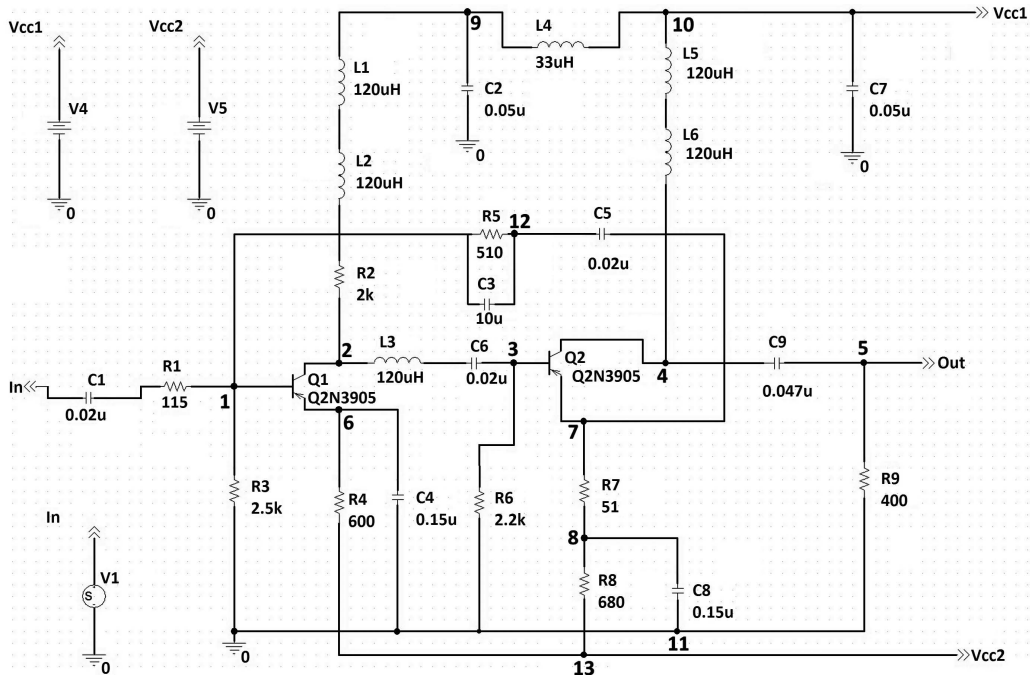 Vcc1
Vcc2
9
L4
33uH
10
Vcc1
V4
V5
L1
120uH
C2
0.05u
0
L5
120uH
C7
0.05u
0
L2
120uH
L6
120uH
0
0
R5
510
12
C5
0.02u
R2
2k
C3
10u
In
C1
0.02u
R1
115
1
2
L3
120uH
C6
0.02u
3
Q1
Q2N3905
Q2
Q2N3905
4
C9
0.047u
5
Out
6
7
R3
2.5k
R4
600
C4
0.15u
R6
2.2k
R7
51
R9
400
In
V1
S
0
8
R8
680
C8
0.15u
0
11
13
Vcc2